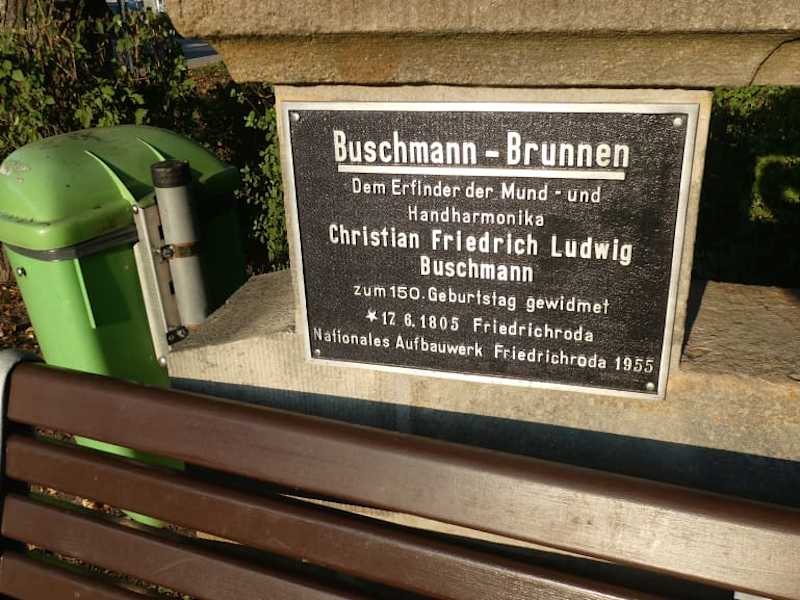 Buschmann - Brunnen
Dem Erfinder der Mund - und
Handharmonika
Christian Friedrich Ludwig
Buschmann
zum 150. Geburtstag gewidmet
* 17 6. 1805 Friedrichroda
Nationales Aufbauwerk Friedrichroda 1955